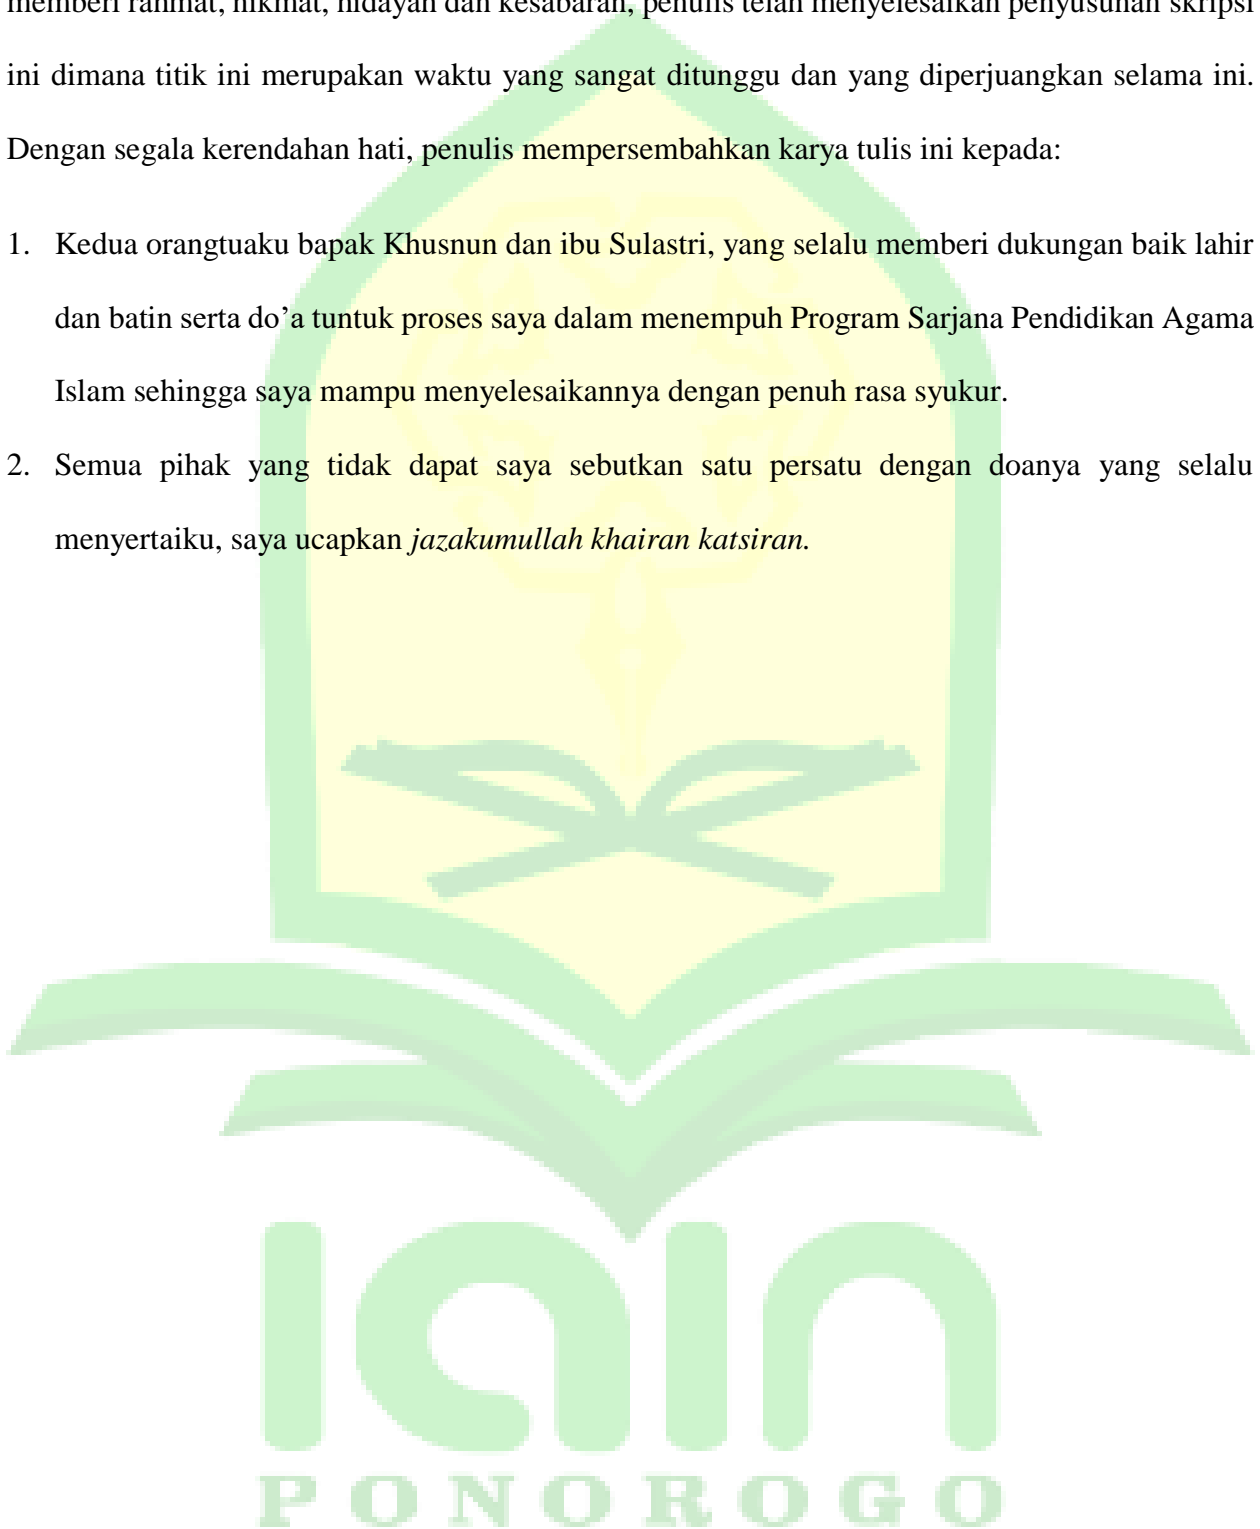 memberi rahmat, hikmat, hidayah dan kesabaran, penulis telah menyelesaikan penyusunan skripsi
ini dimana titik ini merupakan waktu yang sangat ditunggu dan yang diperjuangkan selama ini.
Dengan segala kerendahan hati, penulis mempersembahkan karya tulis ini kepada:
1. Kedua orangtuaku bapak Khusnun dan ibu Sulastri, yang selalu memberi dukungan baik lahir
dan batin serta do’a tuntuk proses saya dalam menempuh Program Sarjana Pendidikan Agama
Islam sehingga saya mampu menyelesaikannya dengan penuh rasa syukur.
2. Semua pihak yang tidak dapat saya sebutkan satu persatu dengan doanya yang selalu
menyertaiku, saya ucapkan jazakumullah khairan katsiran.
iain
PONOROGO